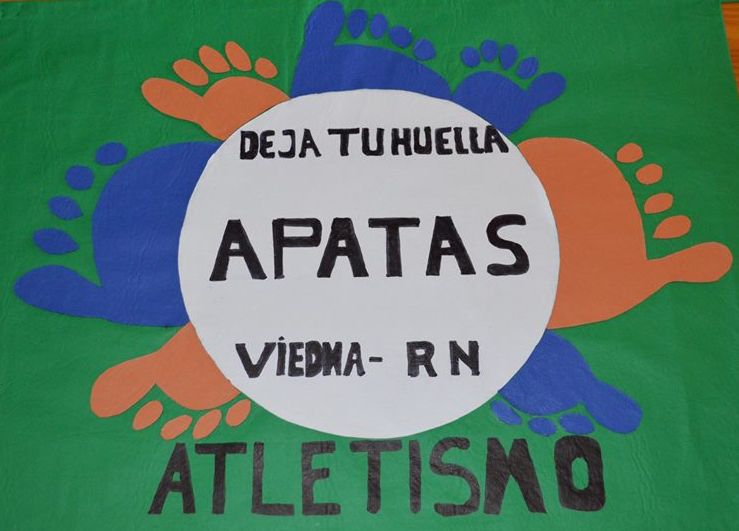 DEJA TU HUELLA
APATAS
VIEDMA - RN
ATLETISMO